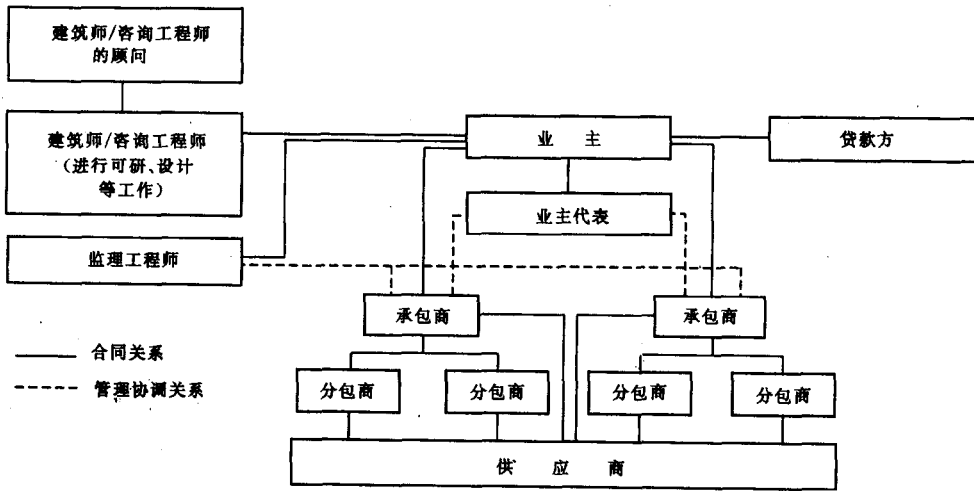 建筑师/咨询工程师
的顾问
建筑师/咨询工程师
(进行可研、设计
等工作)
业 主
贷款方
业主代表
监理工程师
承包商
承包商
合同关系
管理协调关系
分包商
分包商
分包商
分包商
供 应 商